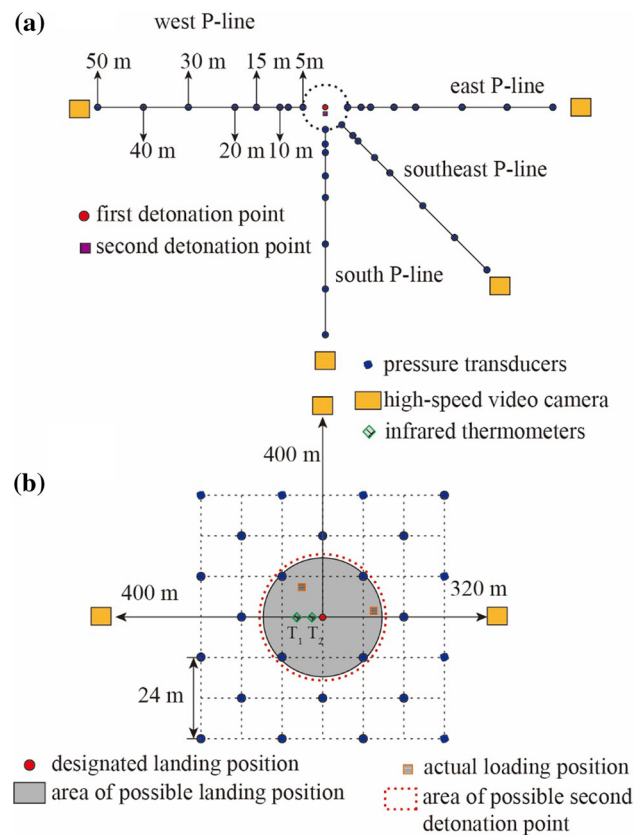 (a)
west P-line
50 m
30 m
15 m
5m
east P-line
40 m
20 m
10 m
southeast P-line
first detonation point
second detonation point
south P-line
pressure transducers
high-speed video camera
infrared thermometers
400 m
(b)
400 m
320 m
T1 T2
24 m
designated landing position
actual loading position
area of possible landing position
area of possible second
detonation point